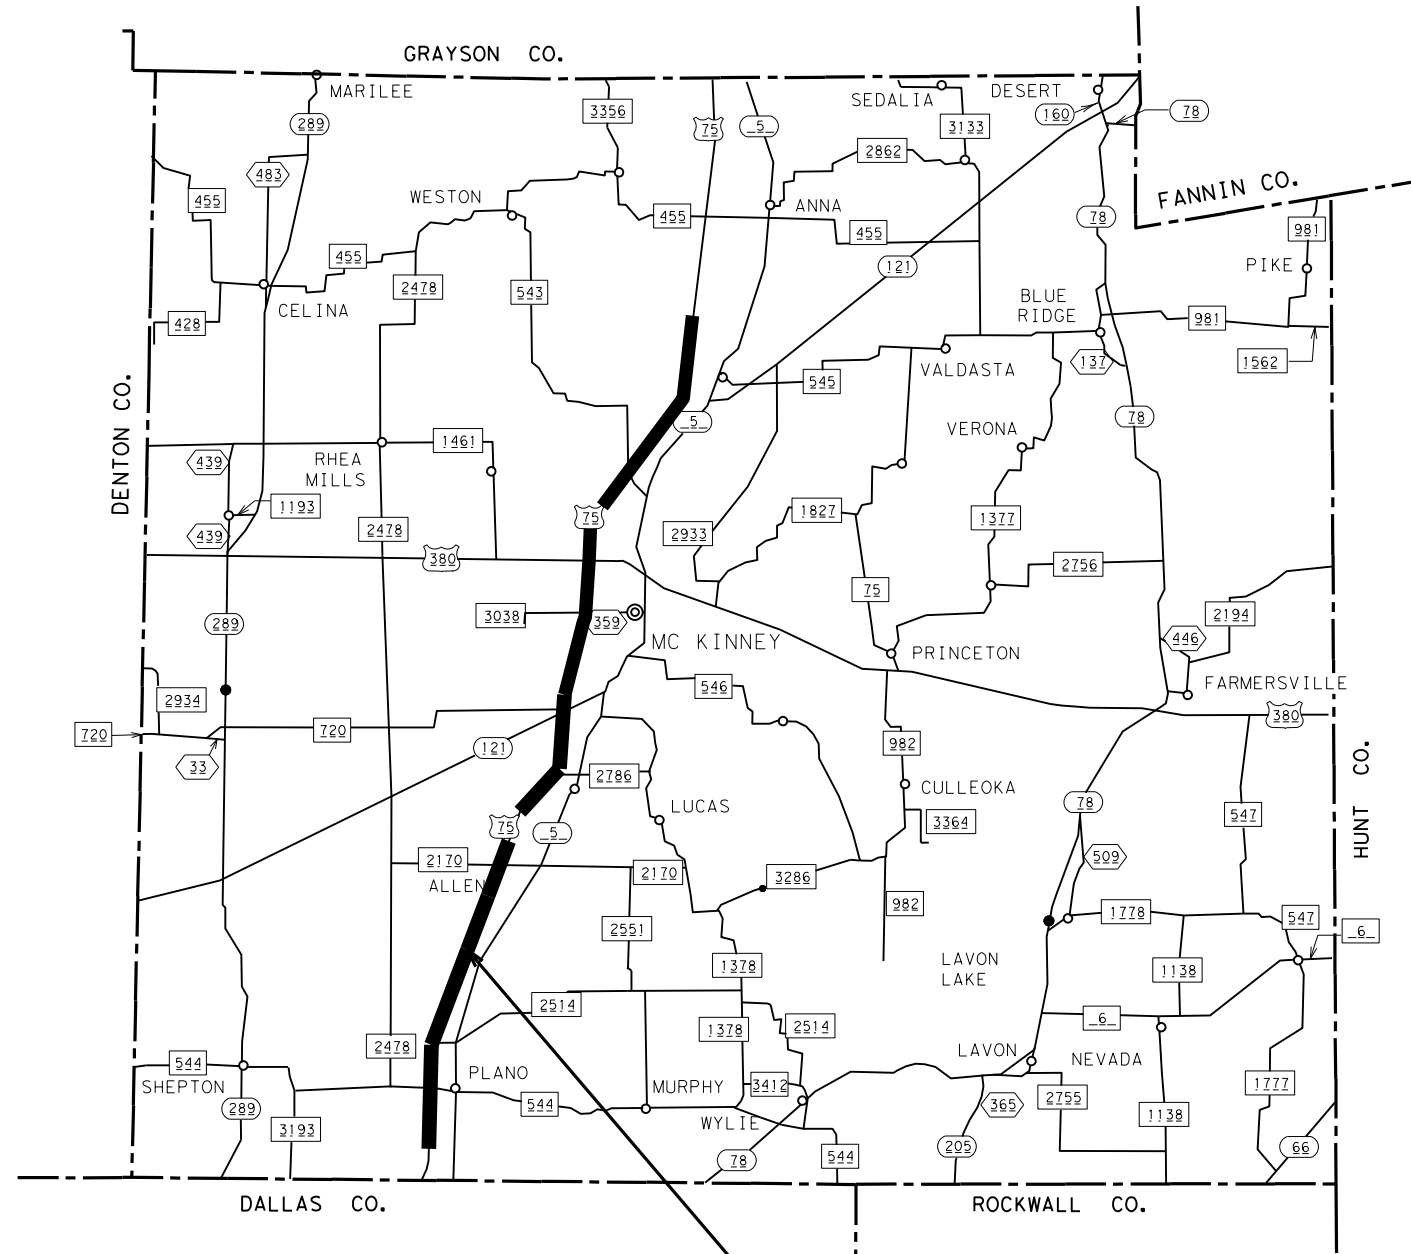 GRAYSON CO.
MARILEE
SEDALIA
DESERT
289
3356
75
5
3133
160
78
483
2862
FANNIN CO.
455
WESTON
455
ANNA
78
981
455
455
121
PIKE
2478
543
BLUE
RIDGE
CELINA
428
981
1562
137
VALDASTA
545
DENTON CO.
5
78
VERONA
1461
439
RHEA
MILLS
1193
75
1827
1377
439
2478
2933
380
2756
75
3038
359
289
2194
MC KINNEY
PRINCETON
446
2934
546
FARMERSVILLE
380
720
720
121
982
33
2786
HUNT CO.
CULLEOKA
LUCAS
78
547
75
5
3364
2170
2170
509
ALLEN
3286
982
1778
547
2551
6
LAVON
LAKE
1378
1138
2514
6
1378
2514
2478
LAVON
NEVADA
544
SHEPTON
PLANO
MURPHY
3412
1777
544
WYLIE
365
2755
289
3193
1138
544
78
205
66
DALLAS CO.
ROCKWALL CO.